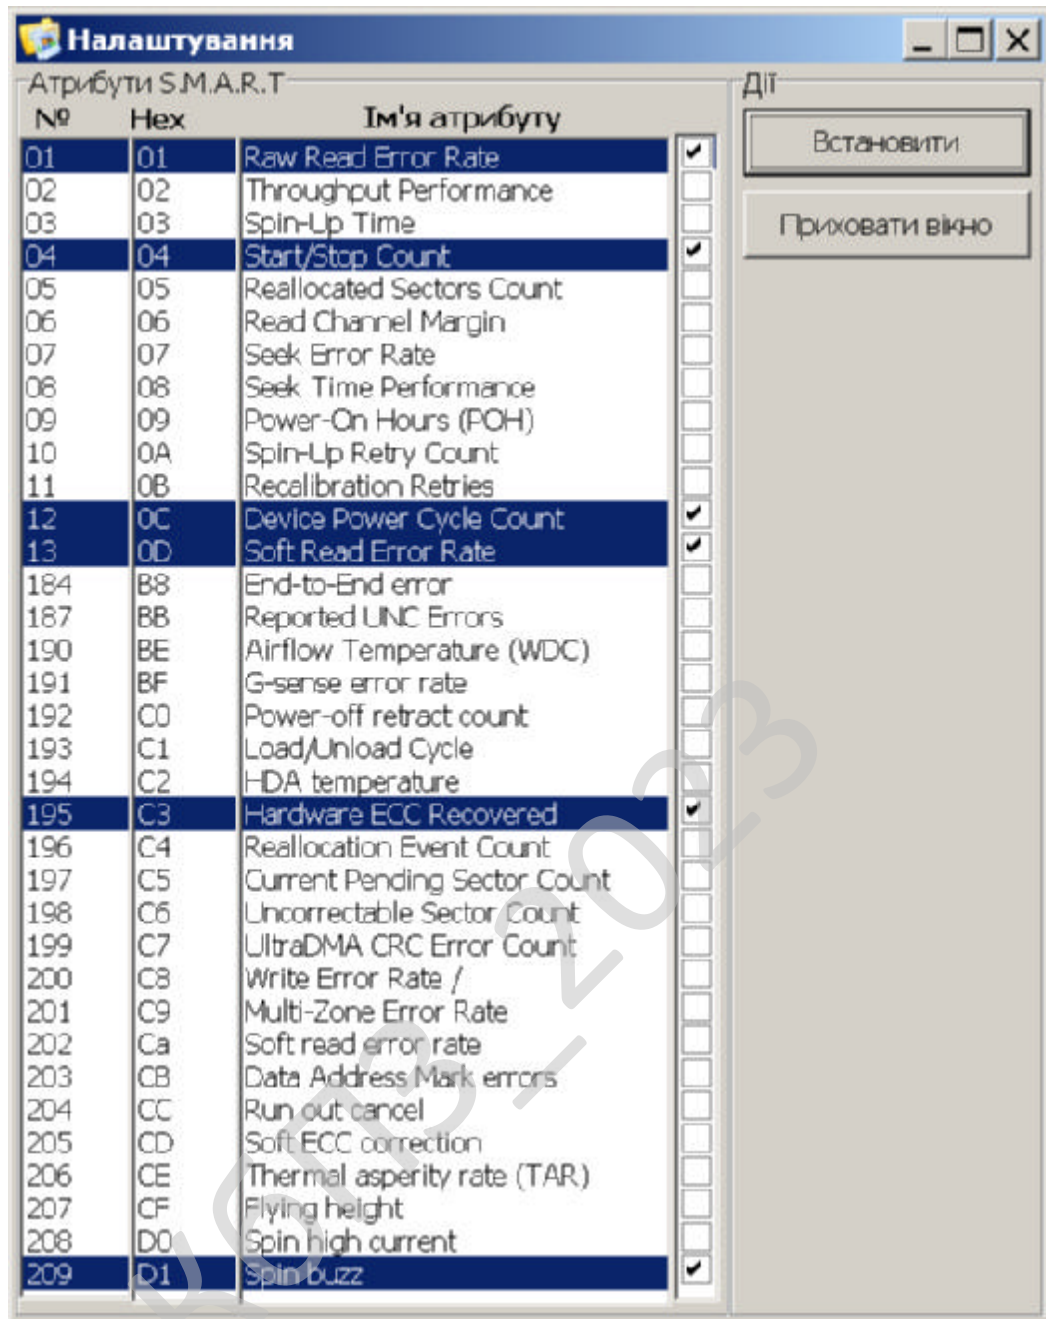 Налаштування
Атрибути S.M.A.R.T
Дії
№ Hex Ім'я атрибуту
01 01 Raw Read Error Rate
Встановити
02 02 Throughput Performance
03 03 Spin-Up Time
Приховати вікно
04 04 Start/Stop Count
05 05 Reallocated Sectors Count
06 06 Read Channel Margin
07 07 Seek Error Rate
08 08 Seek Time Performance
09 09 Power-On Hours (POH)
10 0A Spin-Up Retry Count
11 0B Recalibration Retries
12 0C Device Power Cycle Count
13 0D Soft Read Error Rate
184 B8 End-to-End error
187 BB Reported UNC Errors
190 BE Airflow Temperature (WDC)
191 BF G-sense error rate
192 C0 Power-off retract count
193 C1 Load/Unload Cycle
194 C2 HDA temperature
195 C3 Hardware ECC Recovered
196 C4 Reallocation Event Count
197 C5 Current Pending Sector Count
198 C6 Uncorrectable Sector Count
199 C7 UltraDMA CRC Error Count
200 C8 Write Error Rate /
201 C9 Multi-Zone Error Rate
202 Ca Soft read error rate
203 CB Data Address Mark errors
204 CC Run out cancel
205 CD Soft ECC correction
206 CE Thermal asperity rate (TAR)
207 CF Flying height
208 D0 Spin high current
209 D1 Spin buzz
КбПЗ_2023